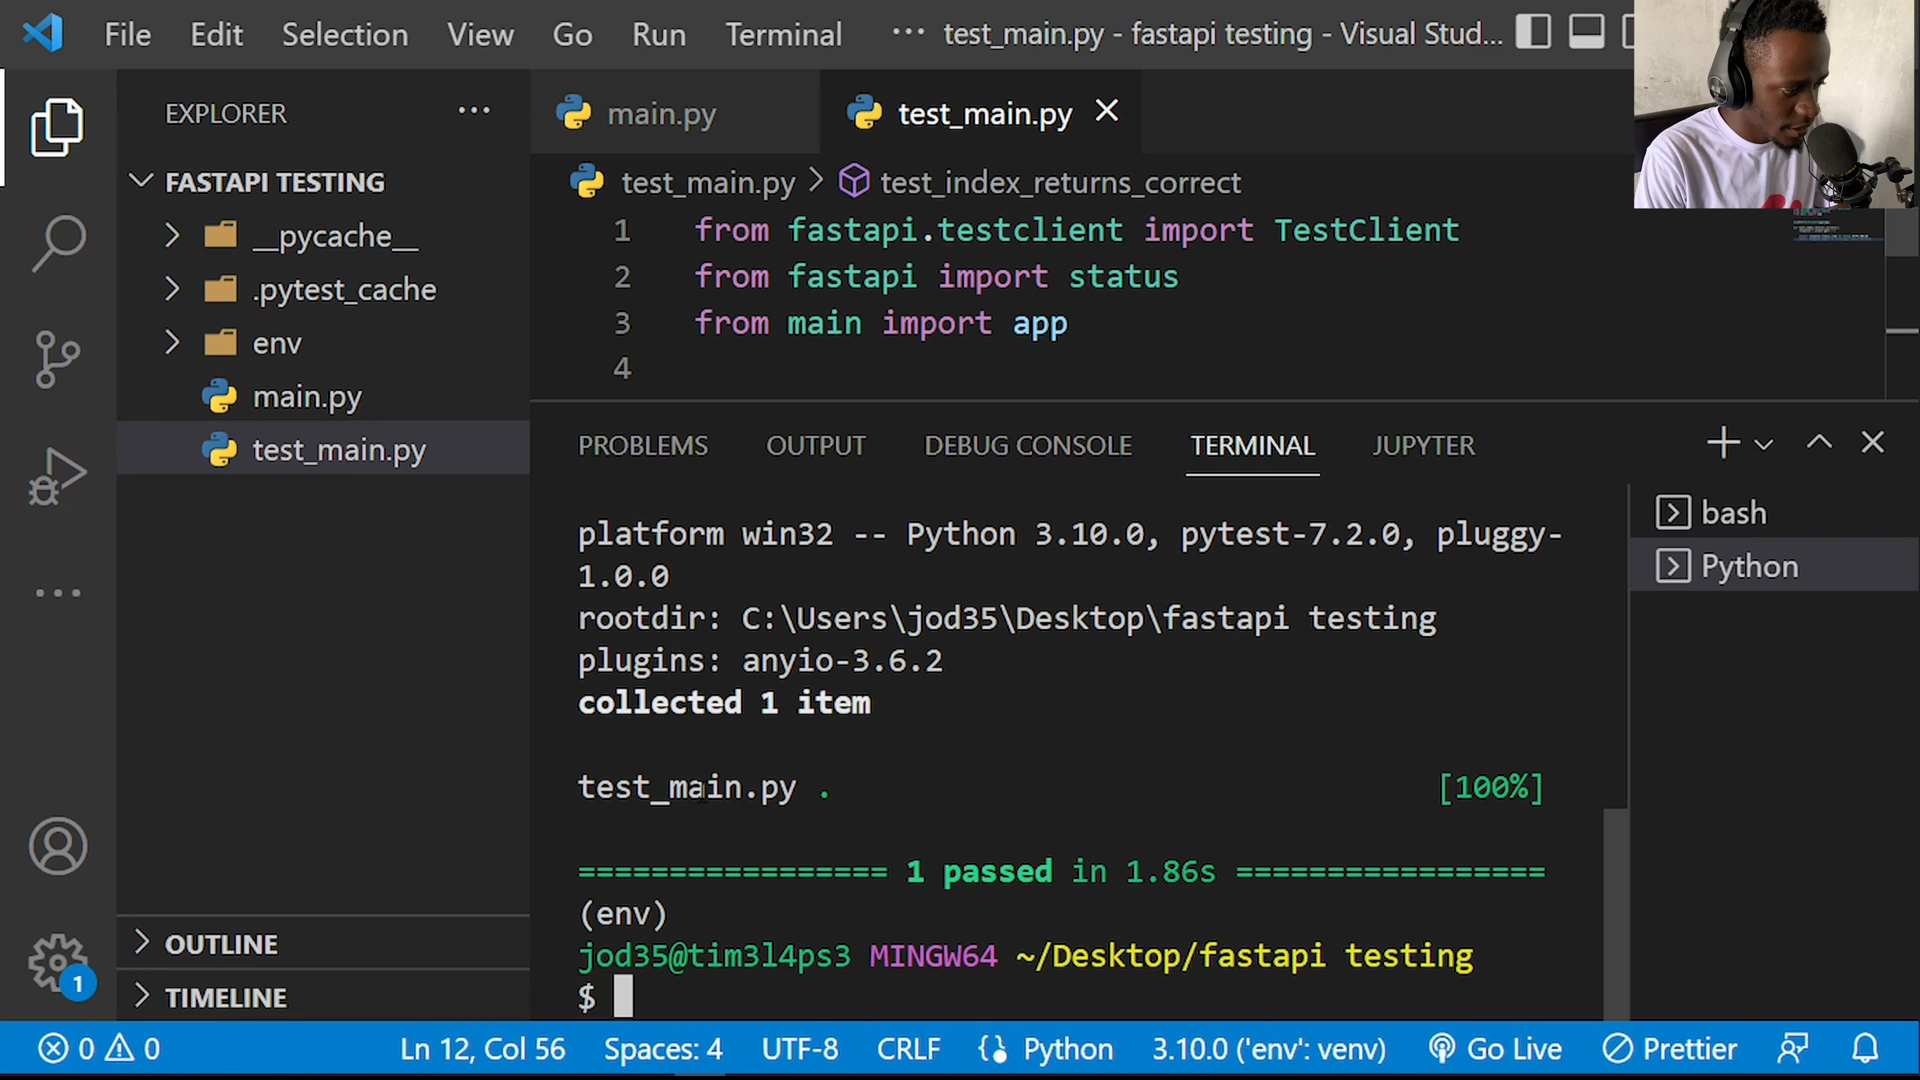 File Edit Selection View Go Run Terminal ··· test_main.py - fastapi testing - Visual Stud...
EXPLORER ···
main.py
test_main.py
FASTAPI TESTING
test_main.py > test_index_returns_correct
__pycache__
.pytest_cache
env
main.py
test_main.py
1 from fastapi.testclient import TestClient
2 from fastapi import status
3 from main import app
4
PROBLEMS OUTPUT DEBUG CONSOLE TERMINAL JUPYTER
platform win32 -- Python 3.10.0, pytest-7.2.0, pluggy-
1.0.0
rootdir: C:\Users\jod35\Desktop\fastapi testing
plugins: anyio-3.6.2
collected 1 item
test_main.py . [100%]
================= 1 passed in 1.86s =================
(env)
jod35@tim3l4ps3 MINGW64 ~/Desktop/fastapi testing
$
bash
Python
OUTLINE
TIMELINE
1
0 0 Ln 12, Col 56 Spaces: 4 UTF-8 CRLF Python 3.10.0 ('env': venv) Go Live Prettier